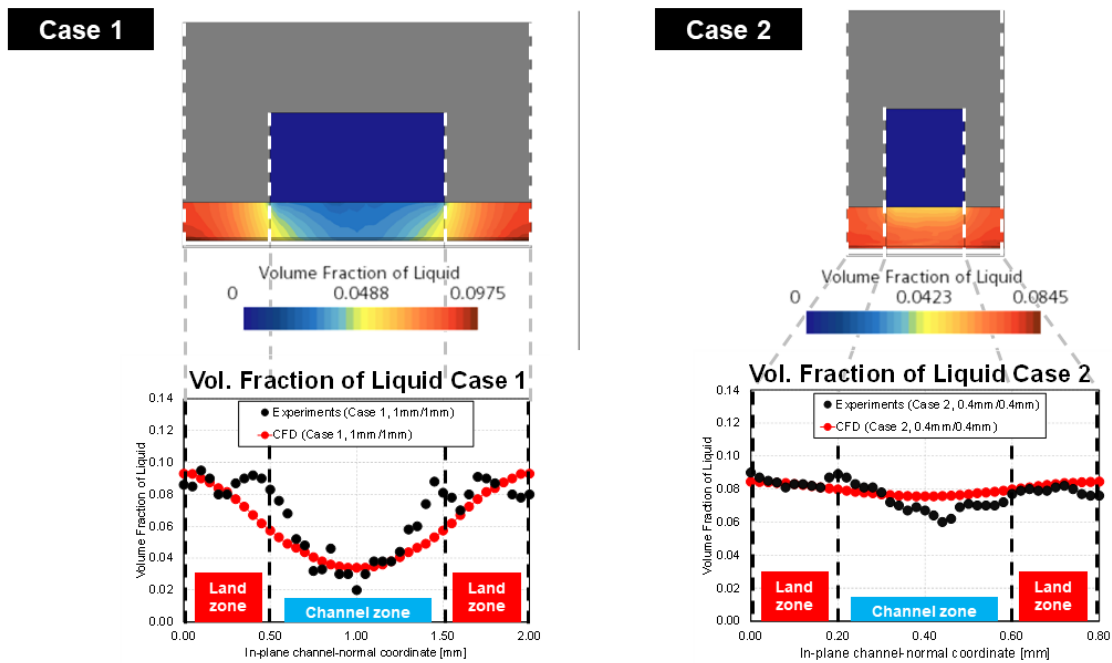 Case 1
Volume Fraction of Liquid
0 0.0488 0.0975
Vol. Fraction of Liquid Case 1
Experiments (Case 1, 1mm/1mm)
CFD (Case 1, 1mm/1mm)
Vol. Fraction of Liquid
0.14
0.12
0.10
0.08
0.06
0.04
0.02
0.00
Land
zone
Channel zone
Land
zone
0.00 0.50 1.00 1.50 2.00
In-plane channel-normal coordinate [mm]
Case 2
Volume Fraction of Liquid
0 0.0423 0.0845
Vol. Fraction of Liquid Case 2
Experiments (Case 2, 0.4mm/0.4mm)
CFD (Case 2, 0.4mm/0.4mm)
Volume Fraction of Liquid
0.14
0.12
0.10
0.08
0.06
0.04
0.02
0.00
Land
zone
Channel zone
Land
zone
0.00 0.20 0.40 0.60 0.80
In-plane channel-normal coordinate [mm]